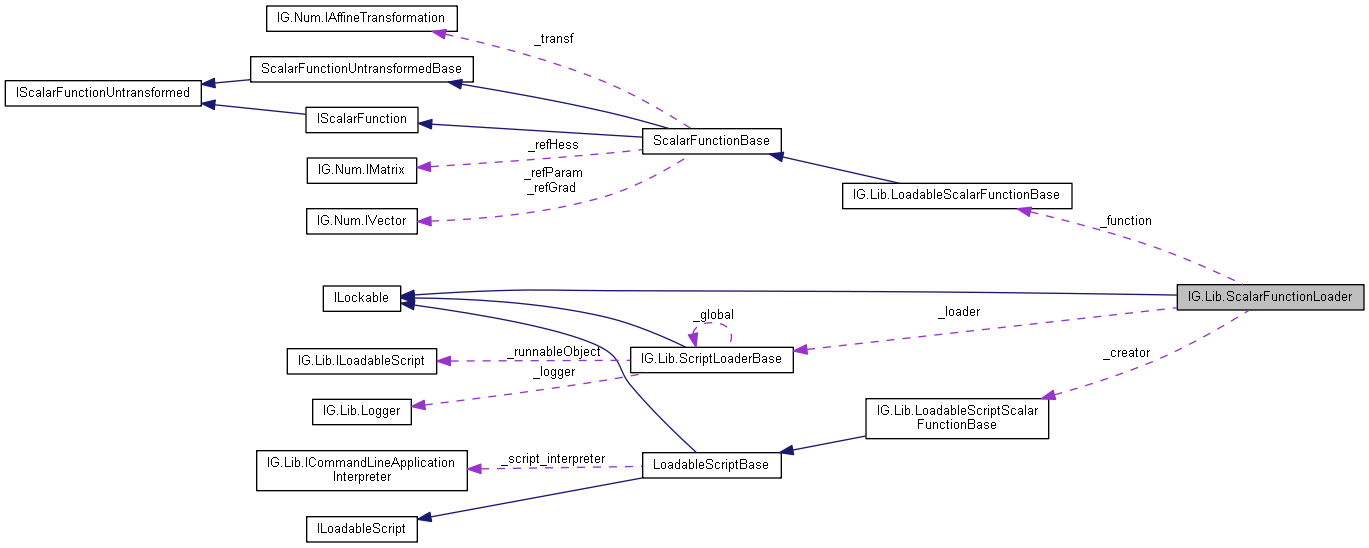 IG.Num.IAffineTransformation
_transf
ScalarFunctionUntransformedBase
IScalarFunctionUntransformed
IScalarFunction
ScalarFunctionBase
_refHess
IG.Num.IMatrix
_refParam
_refGrad
IG.Lib.LoadableScalarFunctionBase
IG.Num.IVector
_function
ILockable
IG.Lib.ScalarFunctionLoader
_global
_loader
IG.Lib.ILoadableScript
_runnableObject
IG.Lib.ScriptLoaderBase
_creator
_logger
IG.Lib.Logger
IG.Lib.LoadableScriptScalar
FunctionBase
IG.Lib.ICommandLineApplication
Interpreter
_script_interpreter
LoadableScriptBase
ILoadableScript